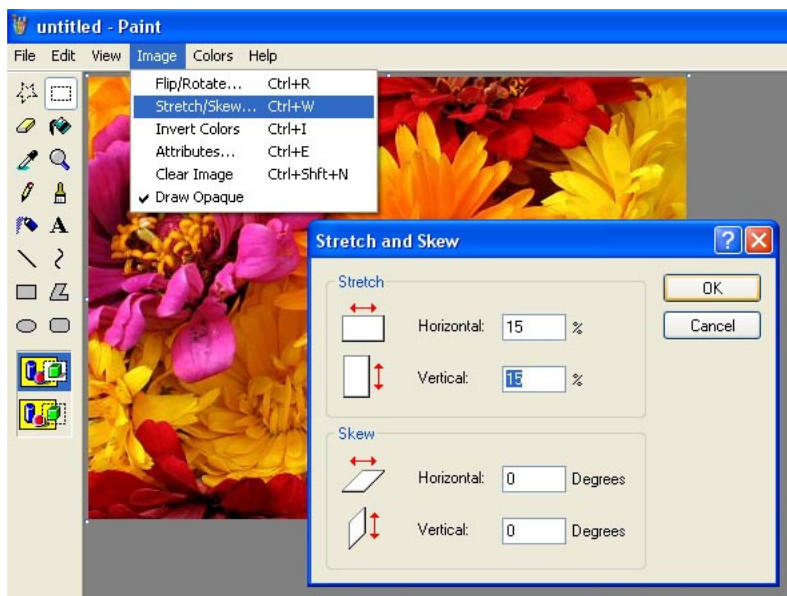 untitled - Paint
File Edit View Image Colors Help
Flip/Rotate... Ctrl+R
Stretch/Skew... Ctrl+W
Invert Colors Ctrl+I
Attributes... Ctrl+E
Clear Image Ctrl+Shft+N
Draw Opaque
A
Stretch and Skew
Stretch
OK
Horizontal: 15 %
Cancel
Vertical: 15 %
Skew
Horizontal: 0 Degrees
Vertical: 0 Degrees